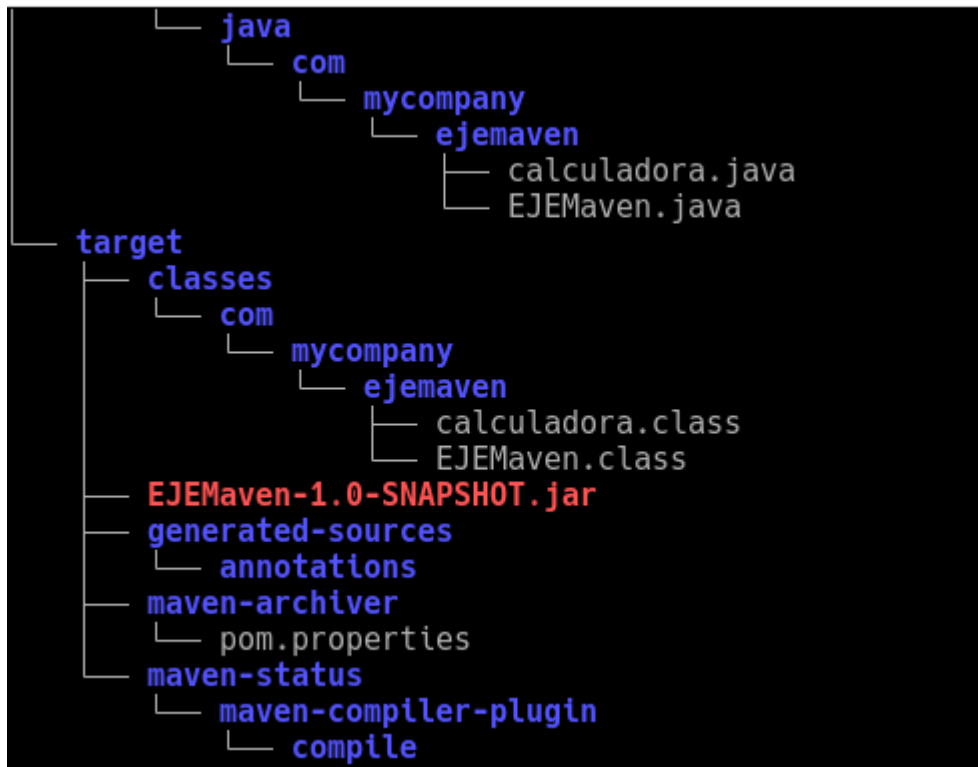 │           └── java
│               └── com
│                   └── mycompany
│                       └── ejemaven
│                           ├── calculadora.java
│                           └── EJEMaven.java
└── target
    ├── classes
    │   └── com
    │       └── mycompany
    │           └── ejemaven
    │               ├── calculadora.class
    │               └── EJEMaven.class
    ├── EJEMaven-1.0-SNAPSHOT.jar
    ├── generated-sources
    │   └── annotations
    ├── maven-archiver
    │   └── pom.properties
    └── maven-status
        └── maven-compiler-plugin
            └── compile